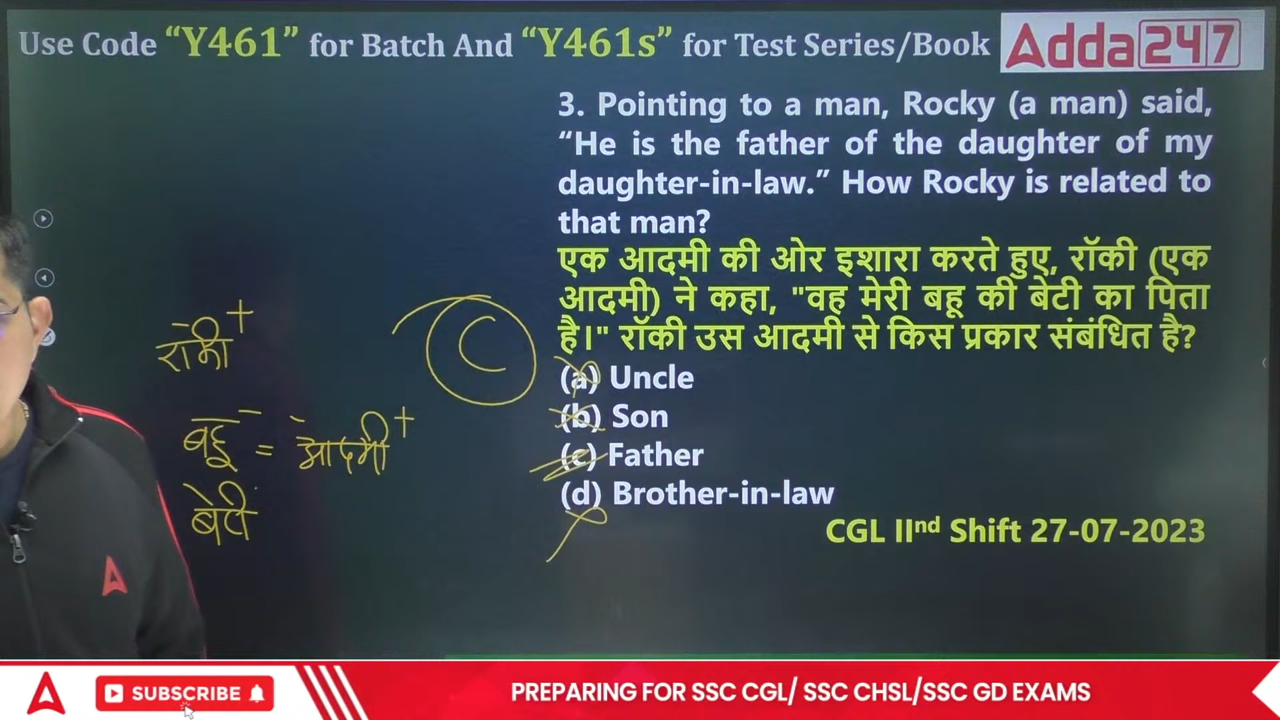 Use Code “Y461” for Batch And “Y461s” for Test Series/Book
Adda247
3. Pointing to a man, Rocky (a man) said,
“He is the father of the daughter of my
daughter-in-law.” How Rocky is related to
that man?
एक आदमी की ओर इशारा करते हुए, रॉकी (एक
आदमी) ने कहा, "वह मेरी बहू की बेटी का पिता
है।" रॉकी उस आदमी से किस प्रकार संबंधित है?
(a) Uncle
(b) Son
(c) Father
(d) Brother-in-law
CGL IIⁿᵈ Shift 27-07-2023
रॉकी +
बहू - = आदमी +
बेटी
C
SUBSCRIBE
PREPARING FOR SSC CGL/ SSC CHSL/SSC GD EXAMS